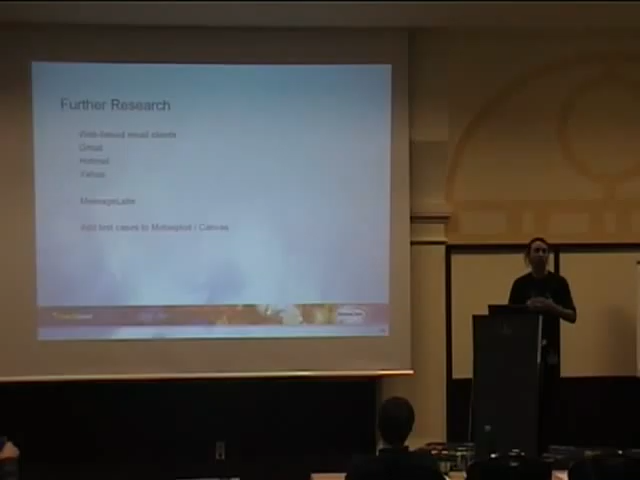 Further Research
Web-based email clients
Gmail
Hotmail
Yahoo
MessageLabs
Add test cases to Metasploit / Canvas